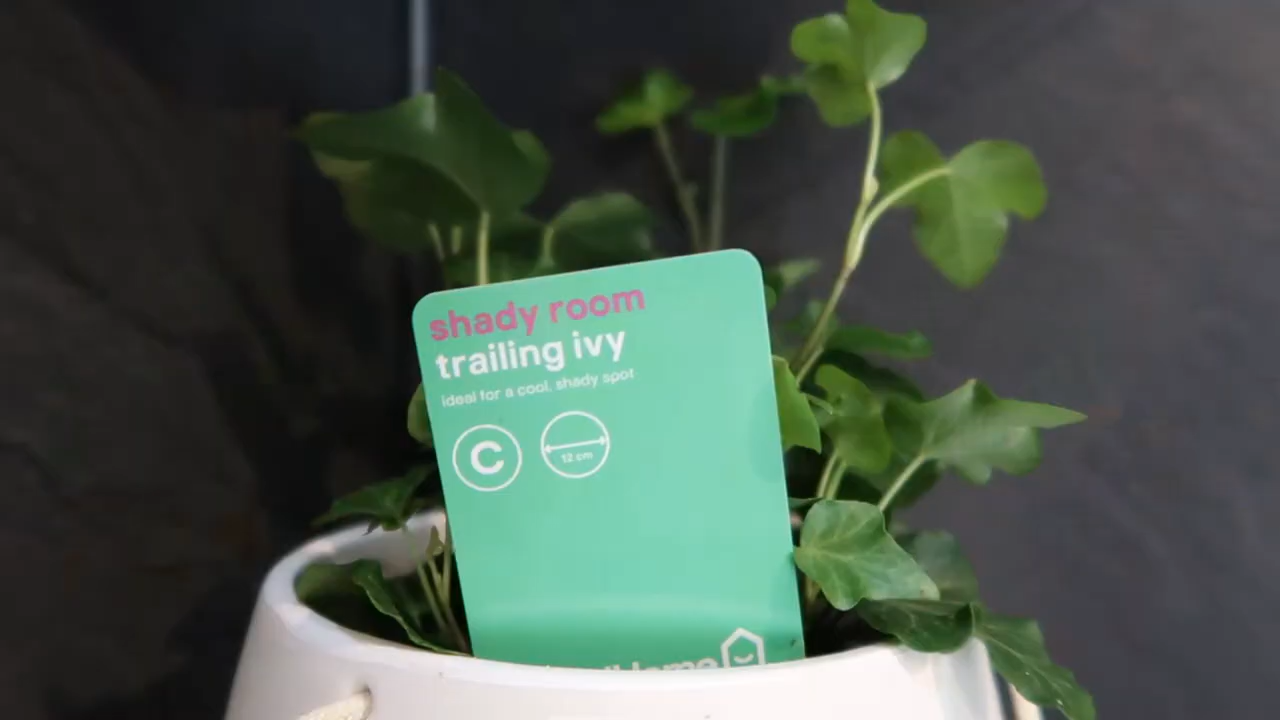 shady room
trailing ivy
ideal for a cool, shady spot
C
12 cm